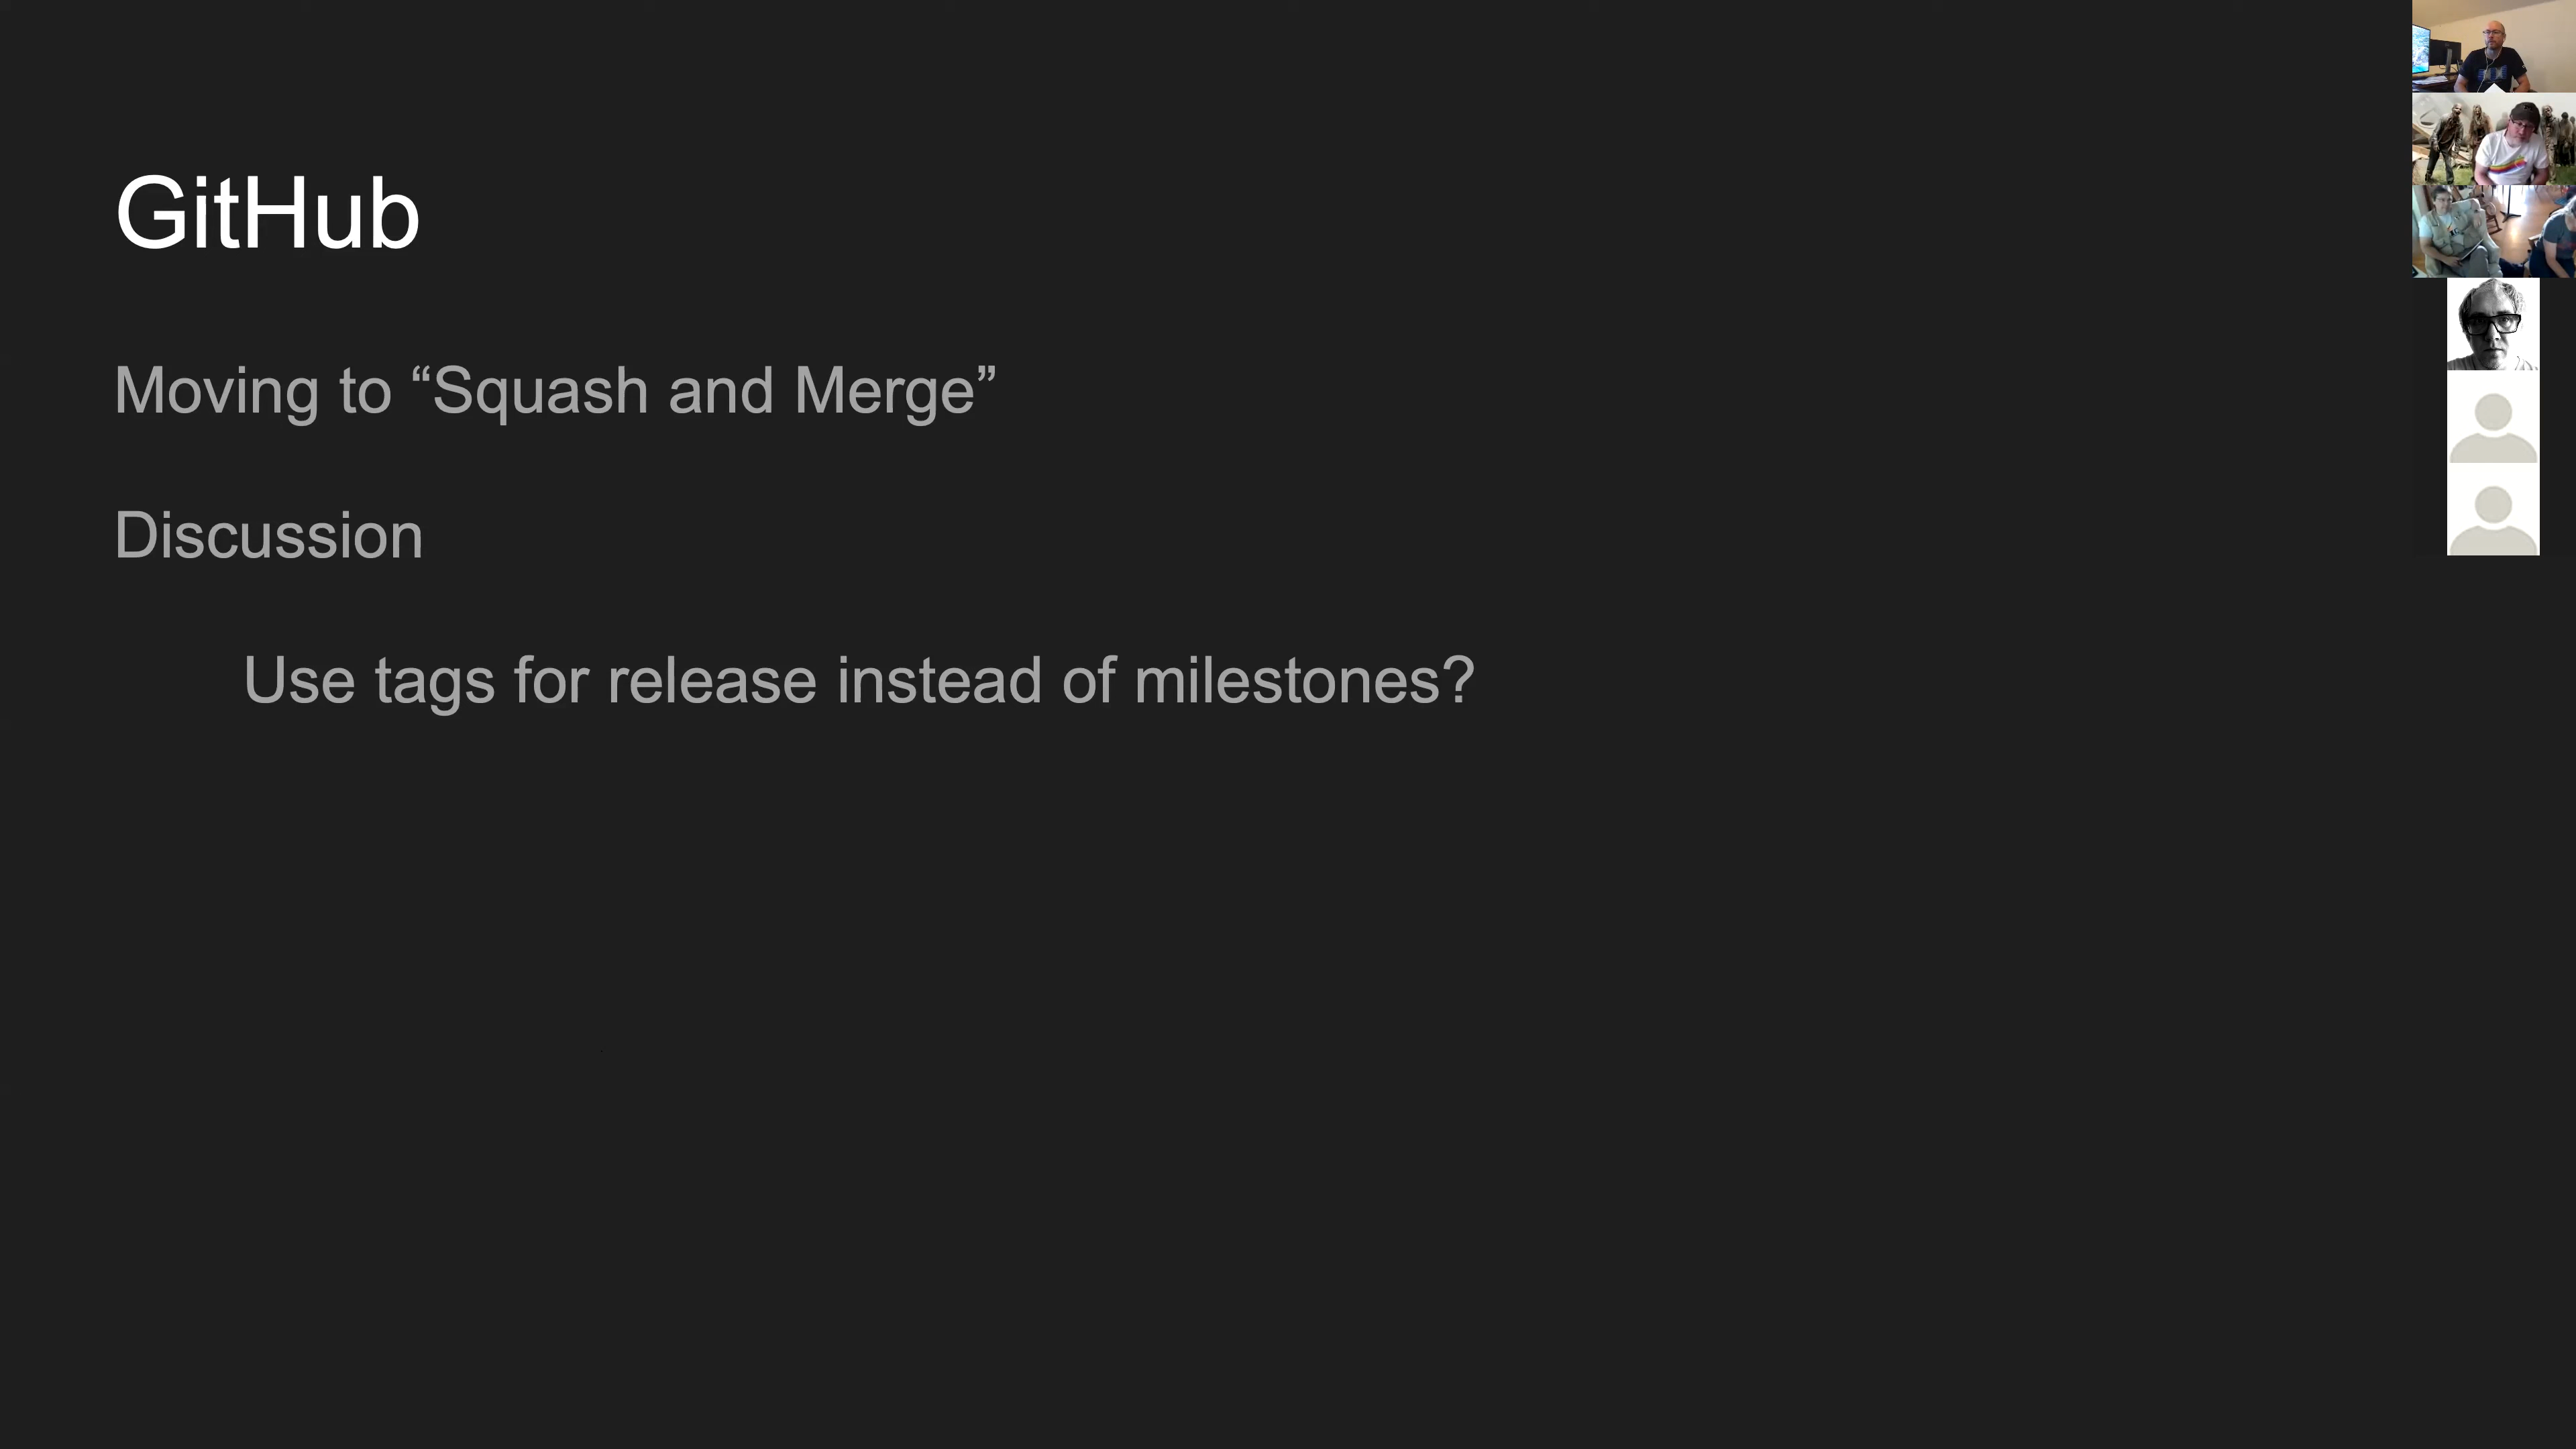 GitHub
Moving to “Squash and Merge”
Discussion
Use tags for release instead of milestones?